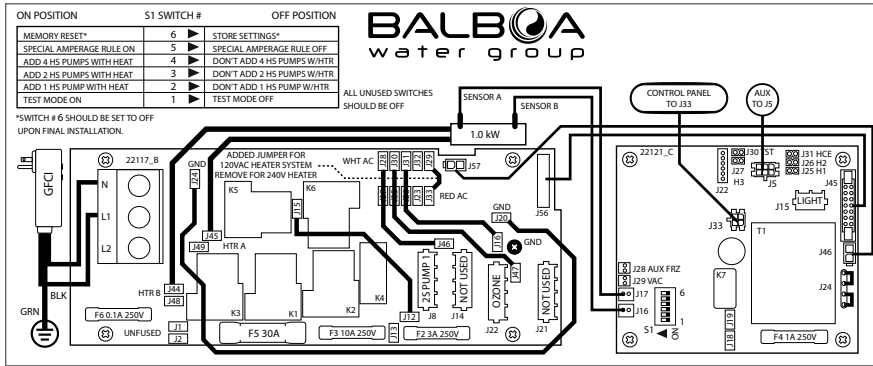 ON POSITION S1 SWITCH # OFF POSITION
MEMORY RESET* 6 ▶ STORE SETTINGS*
SPECIAL AMPERAGE RULE ON 5 ▶ SPECIAL AMPERAGE RULE OFF
ADD 4 HS PUMPS WITH HEAT 4 ▶ DON'T ADD 4 HS PUMPS W/HTR
ADD 2 HS PUMPS WITH HEAT 3 ▶ DON'T ADD 2 HS PUMPS W/HTR
ADD 1 HS PUMP WITH HEAT 2 ▶ DON'T ADD 1 HS PUMP W/HTR
TEST MODE ON 1 ▶ TEST MODE OFF
*SWITCH # 6 SHOULD BE SET TO OFF
UPON FINAL INSTALLATION.
ALL UNUSED SWITCHES
SHOULD BE OFF
BALBOA
water group
SENSOR A
SENSOR B
1.0 kW
CONTROL PANEL
TO J33
AUX
TO J5
GFCI
N
L1
L2
BLK
GRN
22117_B
GND
J24
ADDED JUMPER FOR
120VAC HEATER SYSTEM
REMOVE FOR 240V HEATER
WHT AC
J28
J30
J31
J32
J29
J23
J33
RED AC
J57
J56
K5
K6
J15
J45
J49
HTR A
GND
J20
J16
GND
J46
J47
HTR B
J44
J48
K3
K1
K2
K4
J12
2S PUMP 1
J8
NOT USED
J14
OZONE
J22
NOT USED
J21
F6 0.1A 250V
UNFUSED
J1
J2
F5 30A
F3 10A 250V
J13
F2 3A 250V
22121_C
J22
J30 TST
J27
H3
J5
J31 HCE
J26 H2
J25 H1
J45
J15
LIGHT
J33
T1
J46
J24
J28 AUX FRZ
J29 VAC
J17
J16
6
1
S1
ON
K7
J19
J18
F4 1A 250V